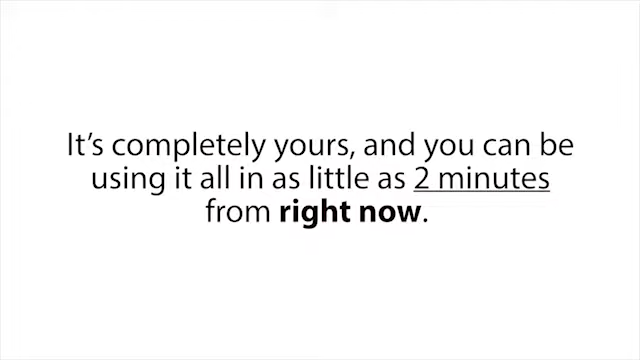 It’s completely yours, and you can be
using it all in as little as 2 minutes
from right now.